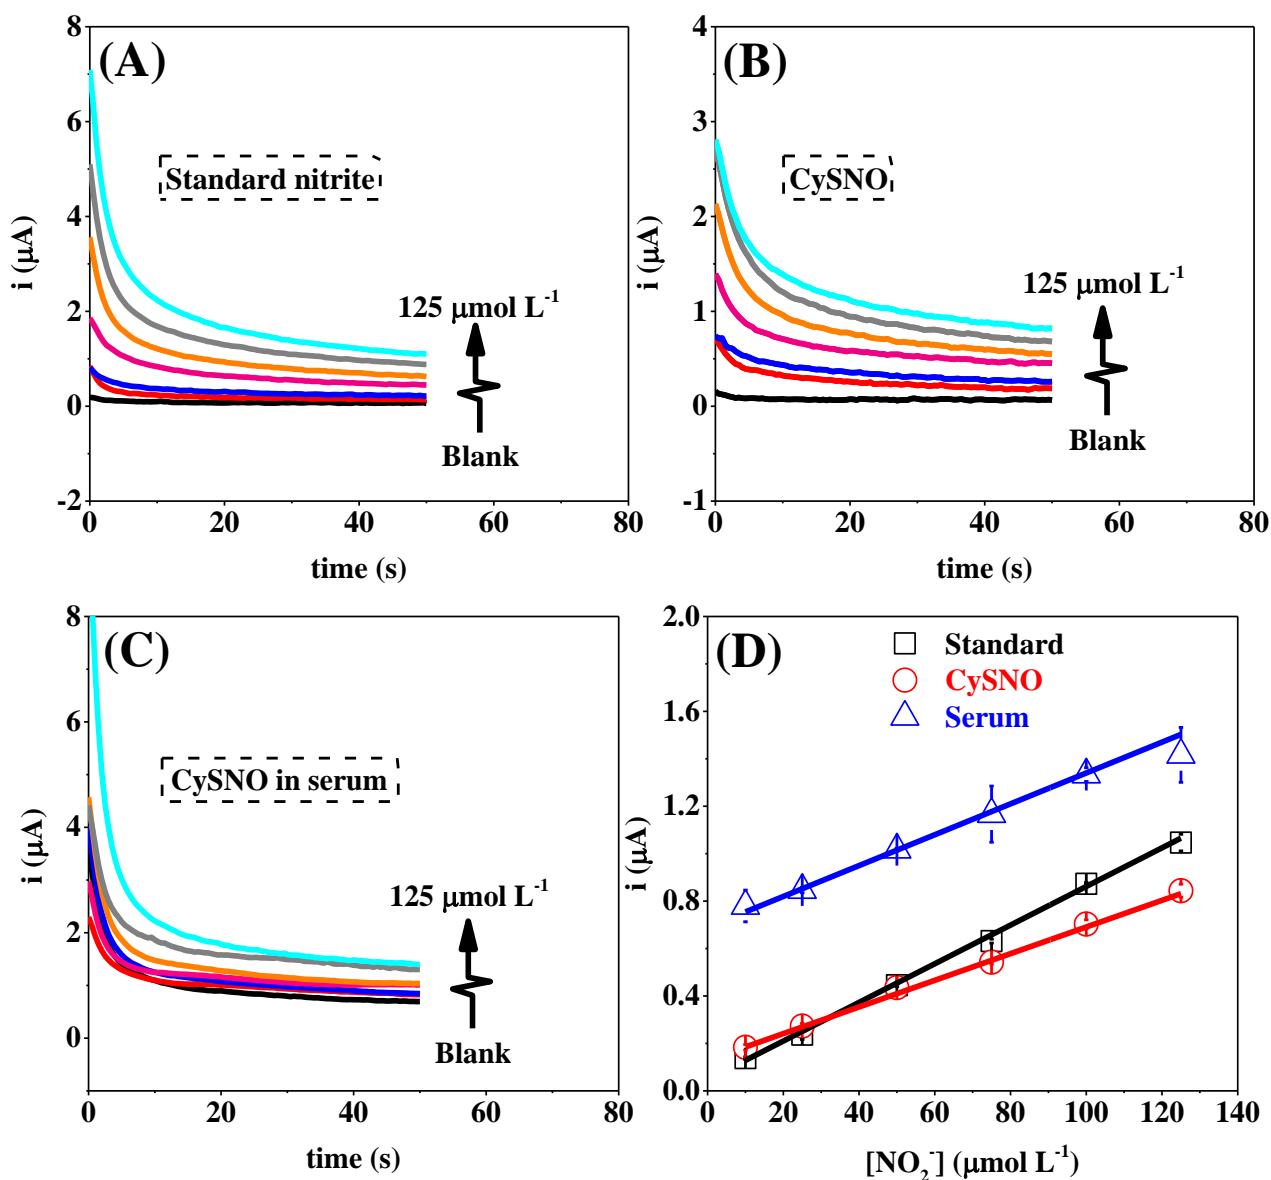 (A)
8
6
4
2
0
-2
i (μA)
Standard nitrite
125 μmol L-1
Blank
0 20 40 60 80
time (s)
(B)
4
3
2
1
0
-1
i (μA)
CySNO
125 μmol L-1
Blank
0 20 40 60 80
time (s)
(C)
8
6
4
2
0
i (μA)
CySNO in serum
125 μmol L-1
Blank
0 20 40 60 80
time (s)
(D)
2.0
1.6
1.2
0.8
0.4
0.0
i (μA)
Standard
CySNO
Serum
0 20 40 60 80 100 120 140
[NO2-] (μmol L-1)